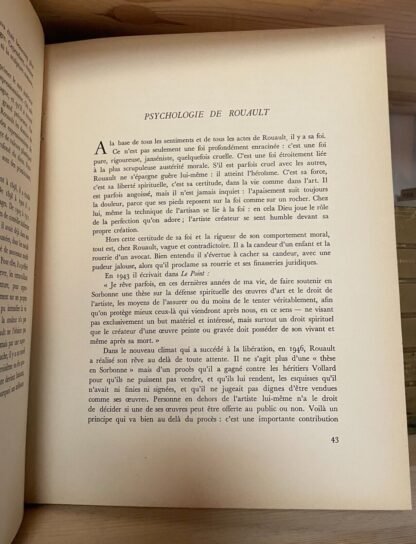 PSYCHOLOGIE DE ROUAULT
A la base de tous les sentiments et de tous les actes de Rouault, il y a sa foi.
Ce n'est pas seulement une foi profondément enracinée : c'est une foi
pure, rigoureuse, janséniste, quelquefois cruelle. C'est une foi étroitement liée
à la plus scrupuleuse austérité morale. S'il est parfois cruel avec les autres,
Rouault ne s'épargne guère lui-même : il atteint l'héroïsme. C'est sa force,
c'est sa liberté spirituelle, c'est sa certitude, dans la vie comme dans l'art. Il
est parfois angoissé, mais il n'est jamais inquiet : l'apaisement suit toujours
la douleur, parce que ses pieds reposent sur la foi comme sur un rocher. Chez
lui, même la technique de l'artisan se lie à la foi : en cela Dieu joue le rôle
de la perfection qu'on adore ; l'artiste créateur se sent humble devant sa
propre création.
Hors cette certitude de sa foi et la rigueur de son comportement moral,
tout est, chez Rouault, vague et contradictoire. Il a la candeur d'un enfant et la
rouerie d'un avocat. Bien entendu il s'évertue à cacher sa candeur, avec une
pudeur jalouse, alors qu'il proclame sa rouerie et ses finasseries juridiques.
En 1943 il écrivait dans Le Point :
« Je rêve parfois, en ces dernières années de ma vie, de faire soutenir en
Sorbonne une thèse sur la défense spirituelle des œuvres d'art et le droit de
l'artiste, les moyens de l'assurer ou du moins de le tenter véritablement, afin
qu'on protège mieux ceux-là qui viendront après nous, en ce sens — ne visant
pas exclusivement un but matériel et intéressé, mais surtout un droit spirituel
que le créateur d'une œuvre peinte ou gravée doit posséder de son vivant et
même après sa mort. »
Dans le nouveau climat qui a succédé à la libération, en 1946, Rouault
a réalisé son rêve au delà de toute attente. Il ne s'agit plus d'une « thèse
en Sorbonne » mais d'un procès qu'il a gagné contre les héritiers Vollard
pour qu'ils ne puissent pas vendre, et qu'ils lui rendent, les esquisses qu'il
n'avait ni finies ni signées, et qu'il ne jugeait pas dignes d'être vendues
comme ses œuvres. Personne en dehors de l'artiste lui-même n'a le droit
de décider si une de ses œuvres peut être offerte au public ou non. Voilà un
principe qui va bien au delà du procès : c'est une importante contribution
43